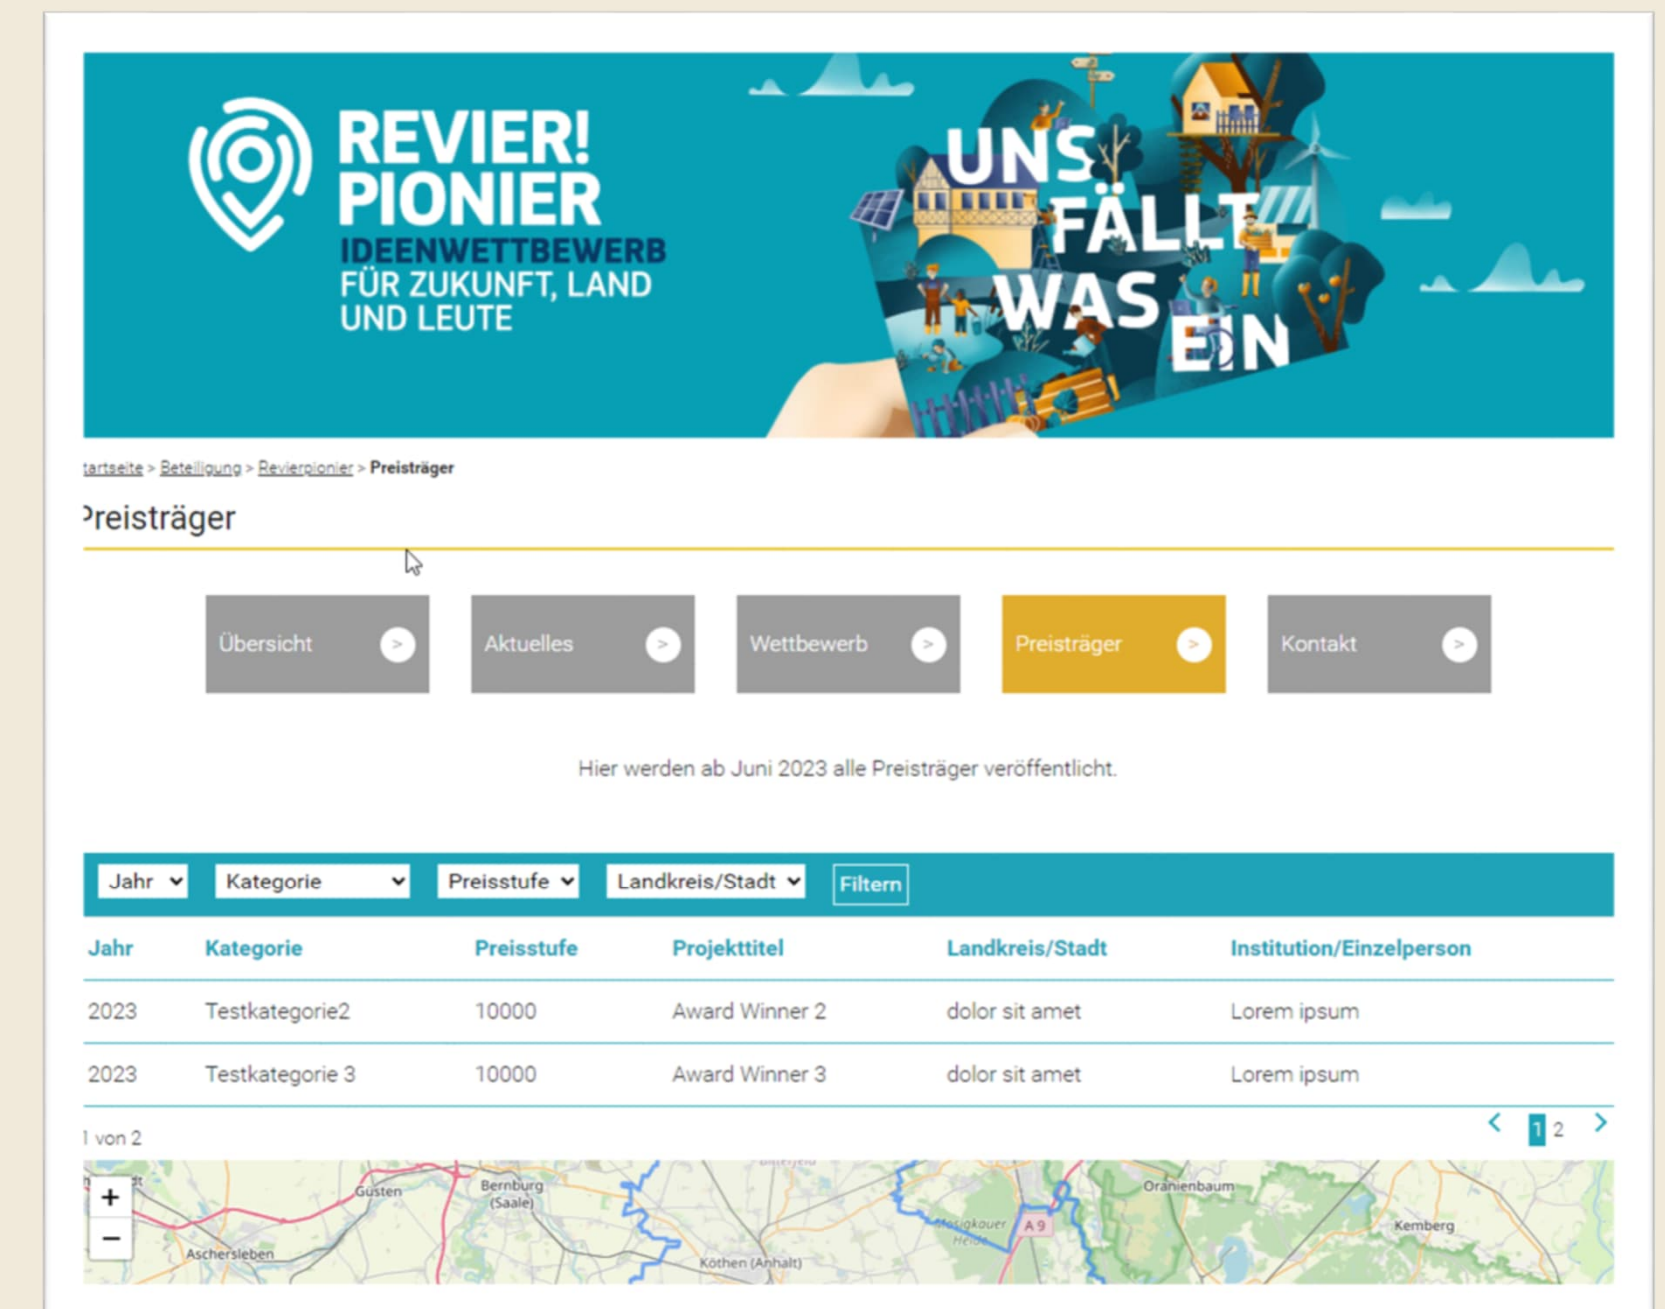 REVIER!
PIONIER
IDEENWETTBEWERB
FÜR ZUKUNFT, LAND
UND LEUTE
UNS
FÄLLT
WAS
EIN
tartseite > Beteiligung > Revierpionier > Preisträger
Preisträger
Übersicht > Aktuelles > Wettbewerb > Preisträger > Kontakt >
Hier werden ab Juni 2023 alle Preisträger veröffentlicht.
Jahr Kategorie Preisstufe Landkreis/Stadt Filtern
Jahr Kategorie Preisstufe Projekttitel Landkreis/Stadt Institution/Einzelperson
2023 Testkategorie2 10000 Award Winner 2 dolor sit amet Lorem ipsum
2023 Testkategorie 3 10000 Award Winner 3 dolor sit amet Lorem ipsum
< 1 2 >
1 von 2
+
−
Güsten
Bernburg
(Saale)
Oranienbaum
Mosigkauer
Heide
A 9
Kemberg
Aschersleben
Köthen (Anhalt)